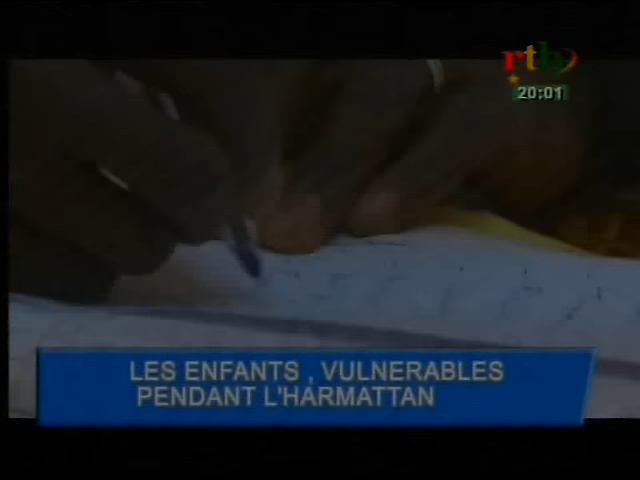 rtb
20:01
LES ENFANTS , VULNERABLES
PENDANT L'HARMATTAN